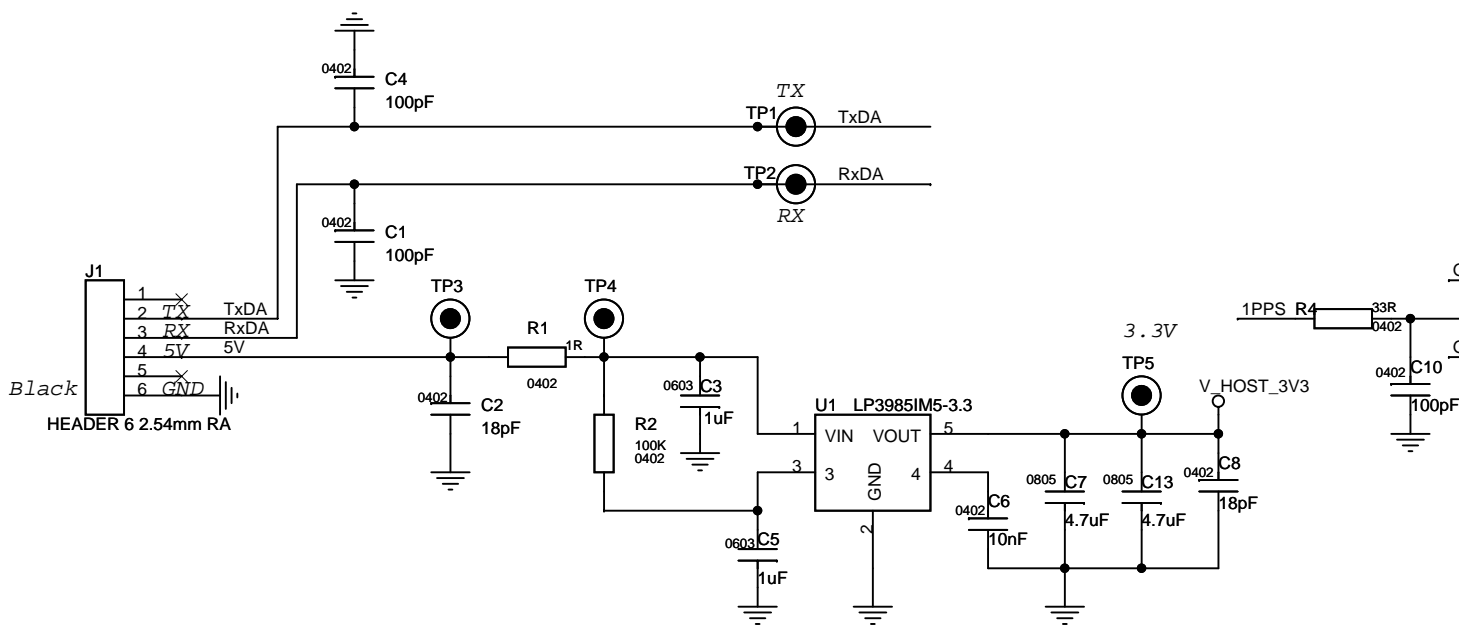 0402
C4
100pF
TX
TP1
TxDA
TP2
RxDA
RX
0402
C1
100pF
J1
1
2 TX TxDA
3 RX RxDA
4 5V 5V
5
6 GND
Black
HEADER 6 2.54mm RA
TP3
TP4
R1
1R
0402
0402
C2
18pF
R2
100K
0402
0603
C3
1uF
U1 LP3985IM5-3.3
1 VIN VOUT 5
3 3 4 4
GND
2
0603
C5
1uF
0402
C6
10nF
3.3V
TP5
V_HOST_3V3
0805
C7
4.7uF
0805
C13
4.7uF
0402
C8
18pF
1PPS R4
33R
0402
0402
C10
100pF